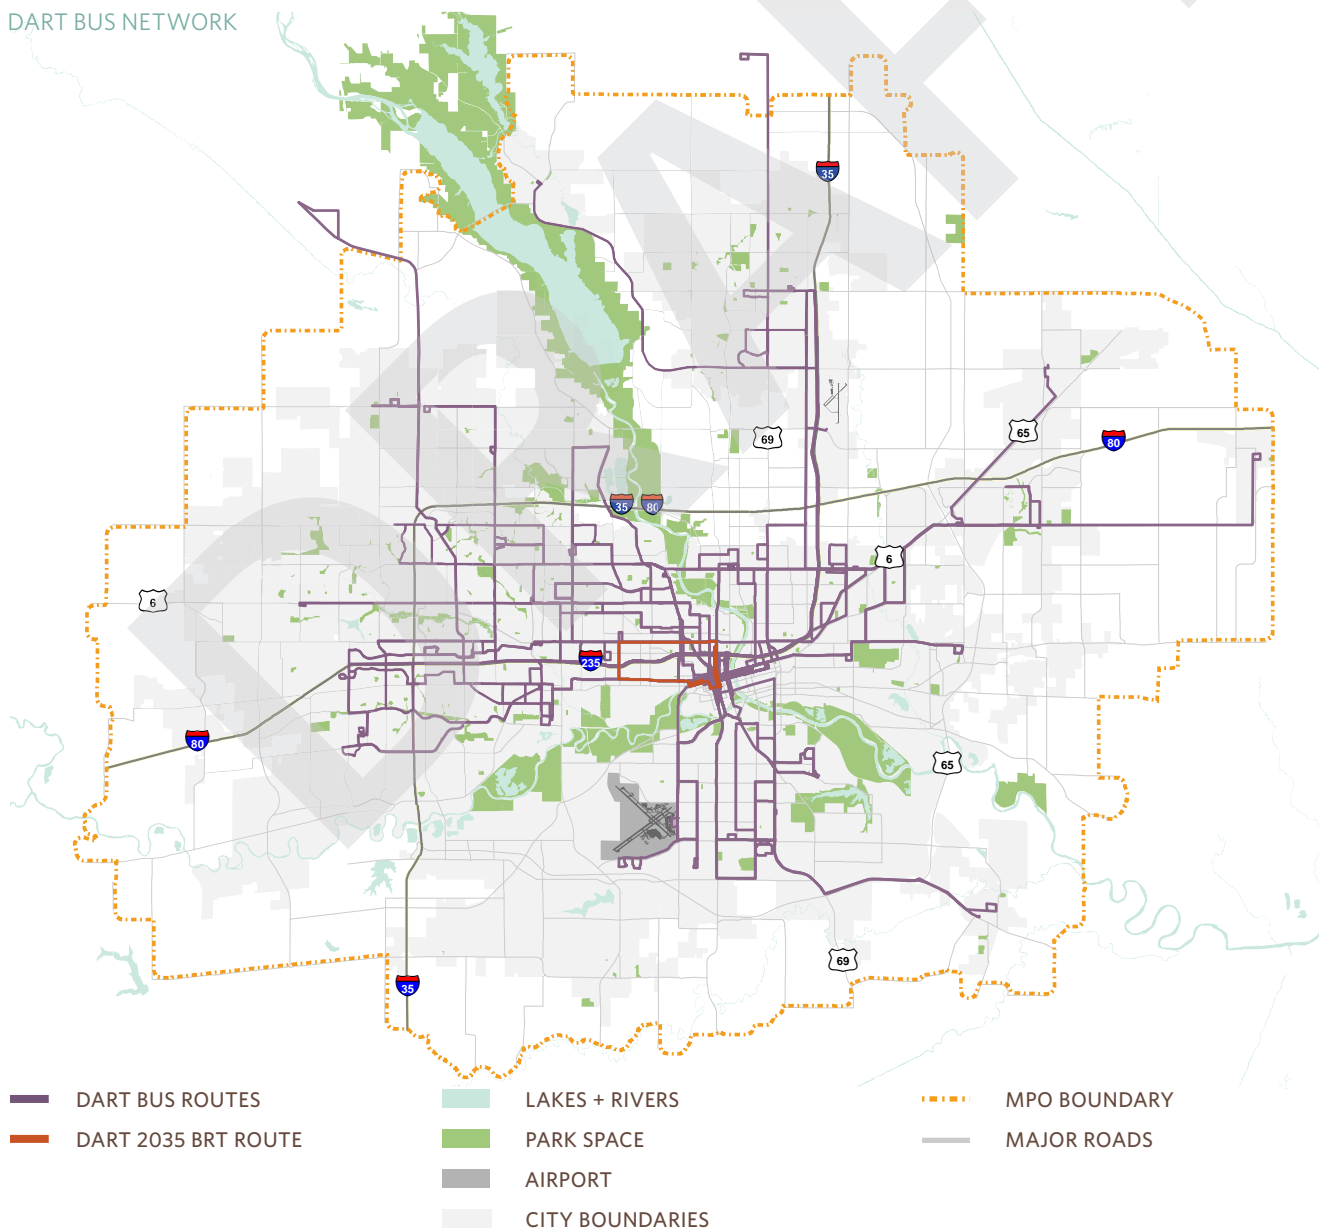 DART BUS NETWORK
35
69
65
80
35
80
6
6
235
80
65
69
35
DART BUS ROUTES
DART 2035 BRT ROUTE
LAKES + RIVERS
PARK SPACE
AIRPORT
CITY BOUNDARIES
MPO BOUNDARY
MAJOR ROADS
DRAFT